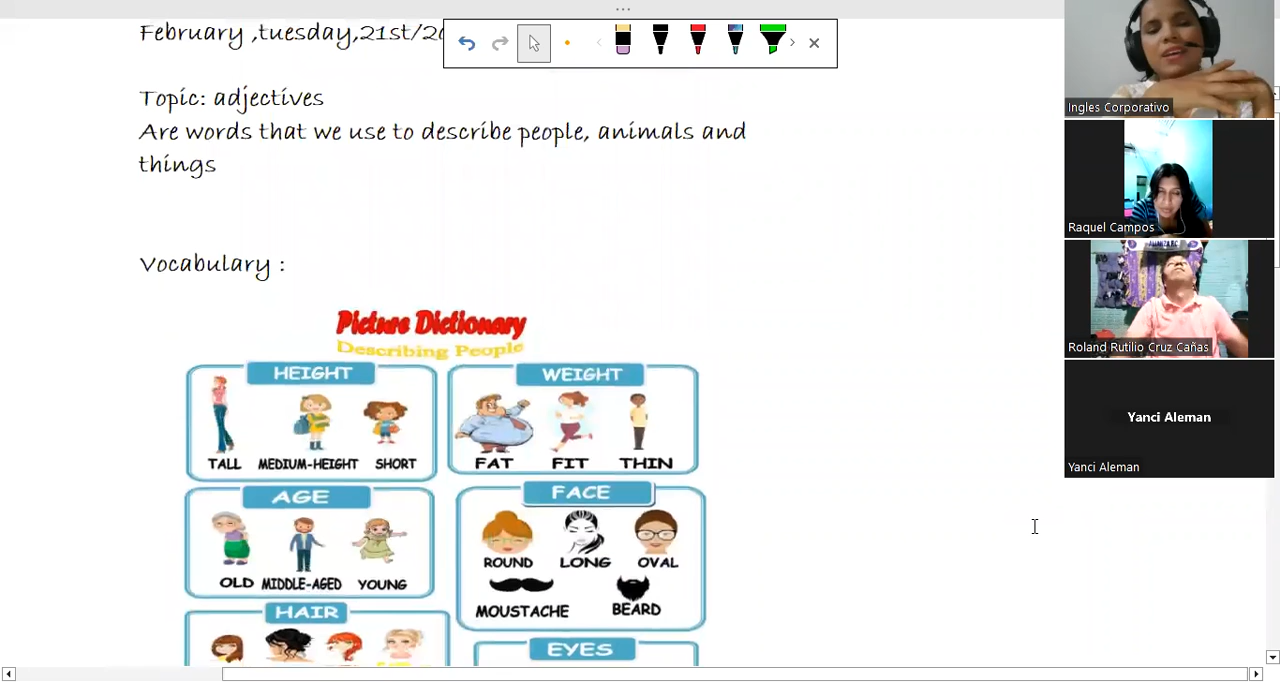 February ,tuesday,21st/20
Topic: adjectives
Are words that we use to describe people, animals and
things
Vocabulary :
Picture Dictionary
Describing People
HEIGHT
TALL MEDIUM-HEIGHT SHORT
WEIGHT
FAT FIT THIN
AGE
OLD MIDDLE-AGED YOUNG
FACE
ROUND LONG OVAL
MOUSTACHE BEARD
HAIR
EYES
Ingles Corporativo
Raquel Campos
Roland Rutilio Cruz Cañas
Yanci Aleman
Yanci Aleman